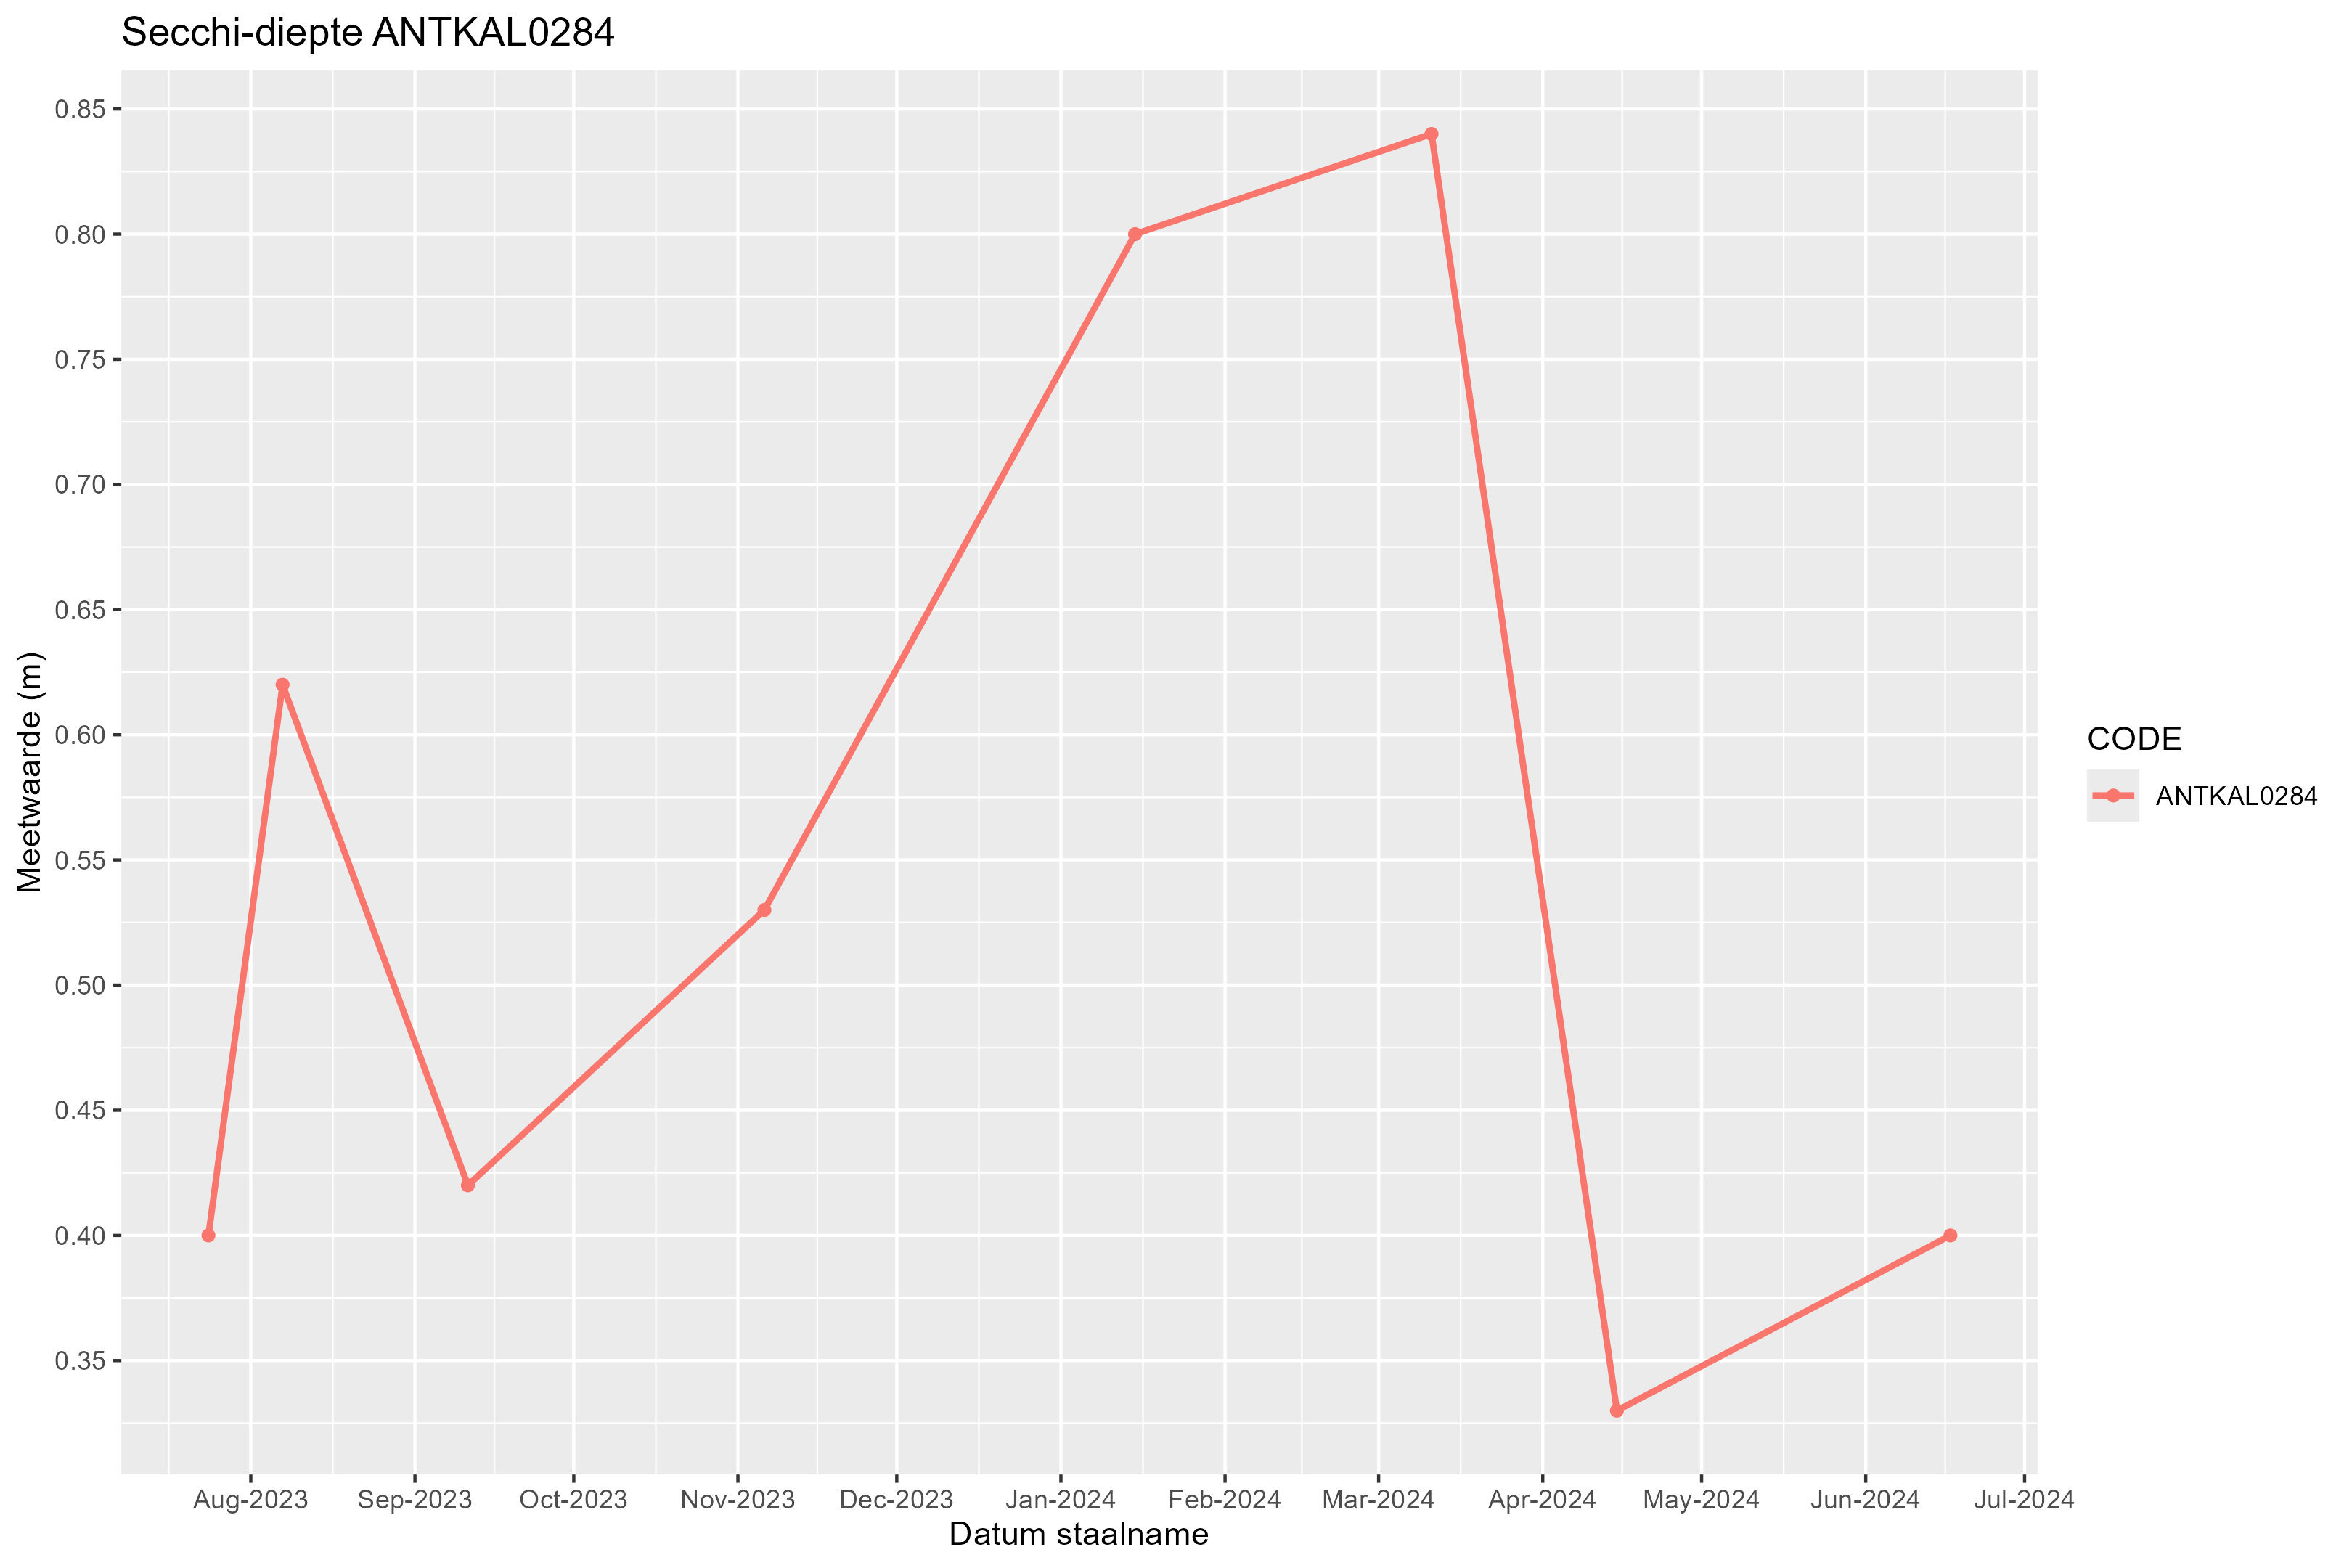 Secchi-diepte ANTKAL0284
Meetwaarde (m)
0.85
0.80
0.75
0.70
0.65
0.60
0.55
0.50
0.45
0.40
0.35
Aug-2023 Sep-2023 Oct-2023 Nov-2023 Dec-2023 Jan-2024 Feb-2024 Mar-2024 Apr-2024 May-2024 Jun-2024 Jul-2024
Datum staalname
CODE
ANTKAL0284